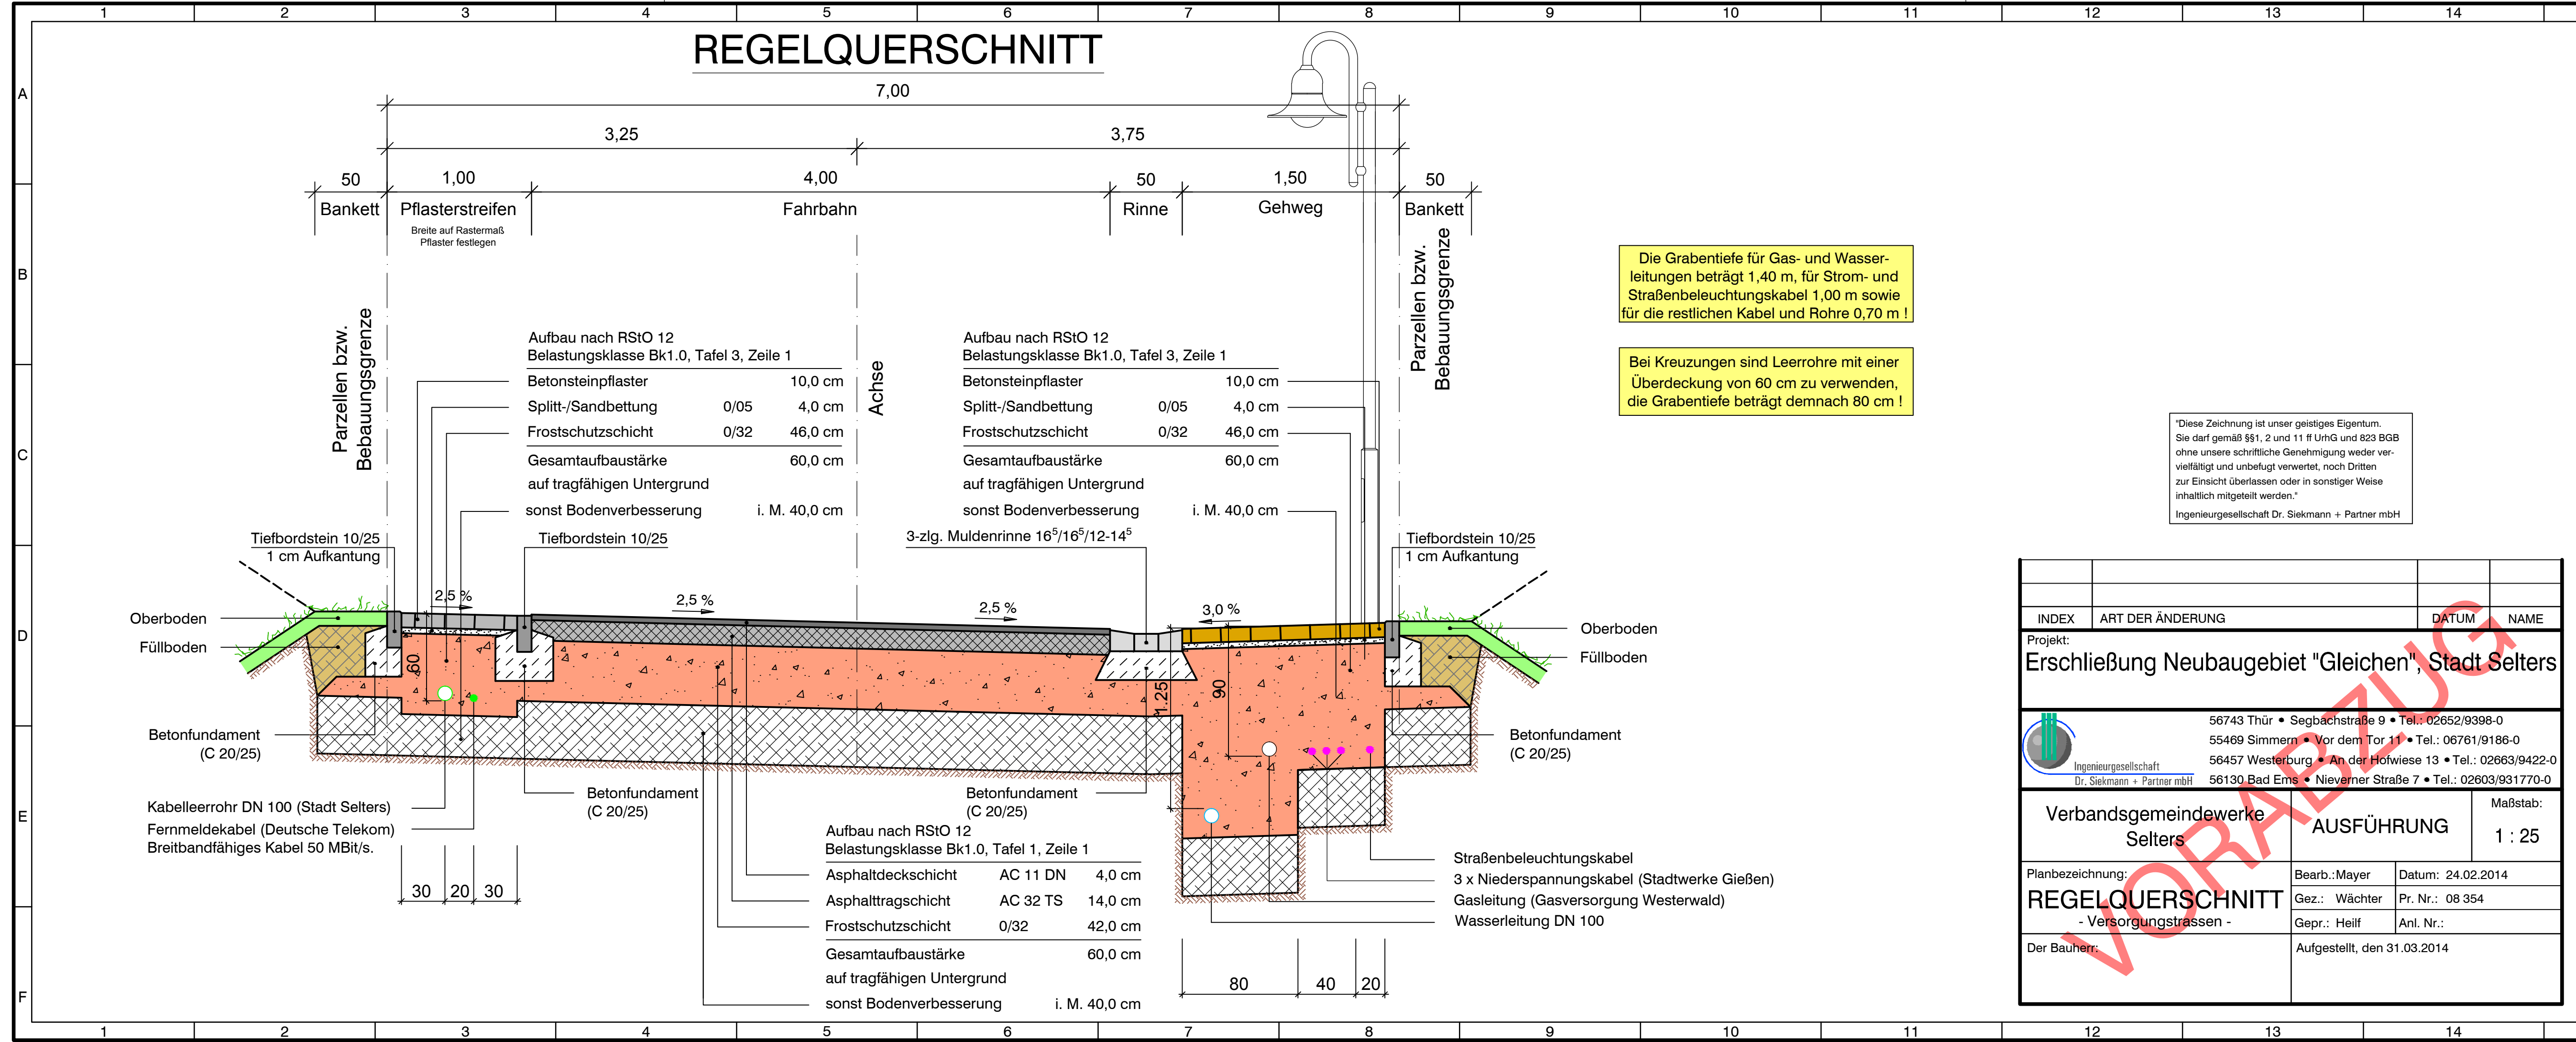 1 2 3 4 5 6 7 8 9 10 11 12 13 14
A
B
C
D
E
F
REGELQUERSCHNITT
7,00
3,25 3,75
50 1,00 4,00 50 1,50 50
Bankett Pflasterstreifen Fahrbahn Rinne Gehweg Bankett
Breite auf Rastermaß
Pflaster festlegen
Parzellen bzw.
Bebauungsgrenze
Achse
Parzellen bzw.
Bebauungsgrenze
Aufbau nach RStO 12
Belastungsklasse Bk1.0, Tafel 3, Zeile 1
Betonsteinpflaster 10,0 cm
Splitt-/Sandbettung 0/05 4,0 cm
Frostschutzschicht 0/32 46,0 cm
Gesamtaufbaustärke 60,0 cm
auf tragfähigen Untergrund
sonst Bodenverbesserung i. M. 40,0 cm
Aufbau nach RStO 12
Belastungsklasse Bk1.0, Tafel 3, Zeile 1
Betonsteinpflaster 10,0 cm
Splitt-/Sandbettung 0/05 4,0 cm
Frostschutzschicht 0/32 46,0 cm
Gesamtaufbaustärke 60,0 cm
auf tragfähigen Untergrund
sonst Bodenverbesserung i. M. 40,0 cm
Tiefbordstein 10/25
1 cm Aufkantung
Tiefbordstein 10/25
3-zlg. Muldenrinne 16⁵/16⁵/12-14⁵
Tiefbordstein 10/25
1 cm Aufkantung
2,5 % 2,5 % 2,5 % 3,0 %
Oberboden
Füllboden
Oberboden
Füllboden
60
1.25
90
Betonfundament
(C 20/25)
Betonfundament
(C 20/25)
Betonfundament
(C 20/25)
Betonfundament
(C 20/25)
Kabelleerrohr DN 100 (Stadt Selters)
Fernmeldekabel (Deutsche Telekom)
Breitbandfähiges Kabel 50 MBit/s.
30 20 30
Aufbau nach RStO 12
Belastungsklasse Bk1.0, Tafel 1, Zeile 1
Asphaltdeckschicht AC 11 DN 4,0 cm
Asphalttragschicht AC 32 TS 14,0 cm
Frostschutzschicht 0/32 42,0 cm
Gesamtaufbaustärke 60,0 cm
auf tragfähigen Untergrund
sonst Bodenverbesserung i. M. 40,0 cm
Straßenbeleuchtungskabel
3 x Niederspannungskabel (Stadtwerke Gießen)
Gasleitung (Gasversorgung Westerwald)
Wasserleitung DN 100
80 40 20
Die Grabentiefe für Gas- und Wasser-
leitungen beträgt 1,40 m, für Strom- und
Straßenbeleuchtungskabel 1,00 m sowie
für die restlichen Kabel und Rohre 0,70 m !
Bei Kreuzungen sind Leerrohre mit einer
Überdeckung von 60 cm zu verwenden,
die Grabentiefe beträgt demnach 80 cm !
"Diese Zeichnung ist unser geistiges Eigentum.
Sie darf gemäß §§1, 2 und 11 ff UrhG und 823 BGB
ohne unsere schriftliche Genehmigung weder ver-
vielfältigt und unbefugt verwertet, noch Dritten
zur Einsicht überlassen oder in sonstiger Weise
inhaltlich mitgeteilt werden."
Ingenieurgesellschaft Dr. Siekmann + Partner mbH
INDEX ART DER ÄNDERUNG DATUM NAME
Projekt:
Erschließung Neubaugebiet "Gleichen", Stadt Selters
Ingenieurgesellschaft
Dr. Siekmann + Partner mbH
56743 Thür • Segbachstraße 9 • Tel.: 02652/9398-0
55469 Simmern • Vor dem Tor 11 • Tel.: 06761/9186-0
56457 Westerburg • An der Hofwiese 13 • Tel.: 02663/9422-0
56130 Bad Ems • Nieverner Straße 7 • Tel.: 02603/931770-0
Verbandsgemeindewerke
Selters
AUSFÜHRUNG
Maßstab:
1 : 25
Planbezeichnung:
REGELQUERSCHNITT
- Versorgungstrassen -
Bearb.: Mayer Datum: 24.02.2014
Gez.: Wächter Pr. Nr.: 08 354
Gepr.: Heilf Anl. Nr.:
Der Bauherr:
Aufgestellt, den 31.03.2014
VORABZUG
1 2 3 4 5 6 7 8 9 10 11 12 13 14